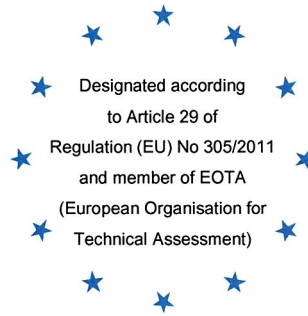 Designated according
to Article 29 of
Regulation (EU) No 305/2011
and member of EOTA
(European Organisation for
Technical Assessment)